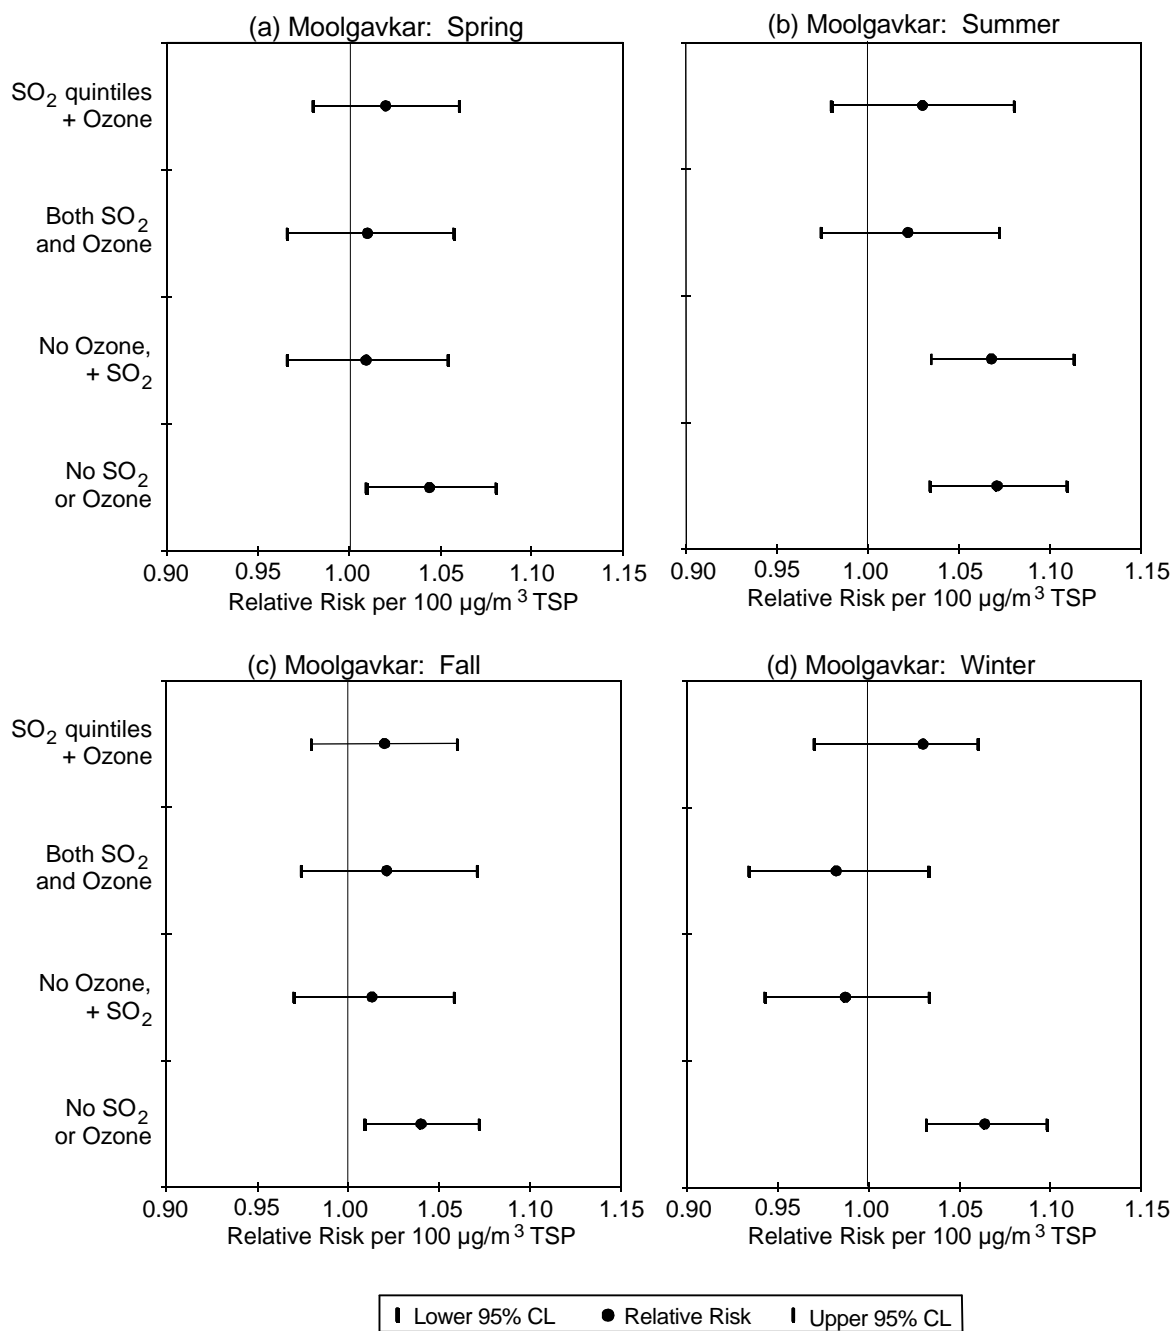 (a) Moolgavkar: Spring
SO2 quintiles
+ Ozone
Both SO2
and Ozone
No Ozone,
+ SO2
No SO2
or Ozone
0.90 0.95 1.00 1.05 1.10 1.15
Relative Risk per 100 µg/m3 TSP
(b) Moolgavkar: Summer
0.90 0.95 1.00 1.05 1.10 1.15
Relative Risk per 100 µg/m3 TSP
(c) Moolgavkar: Fall
SO2 quintiles
+ Ozone
Both SO2
and Ozone
No Ozone,
+ SO2
No SO2
or Ozone
0.90 0.95 1.00 1.05 1.10 1.15
Relative Risk per 100 µg/m3 TSP
(d) Moolgavkar: Winter
0.90 0.95 1.00 1.05 1.10 1.15
Relative Risk per 100 µg/m3 TSP
Lower 95% CL Relative Risk Upper 95% CL